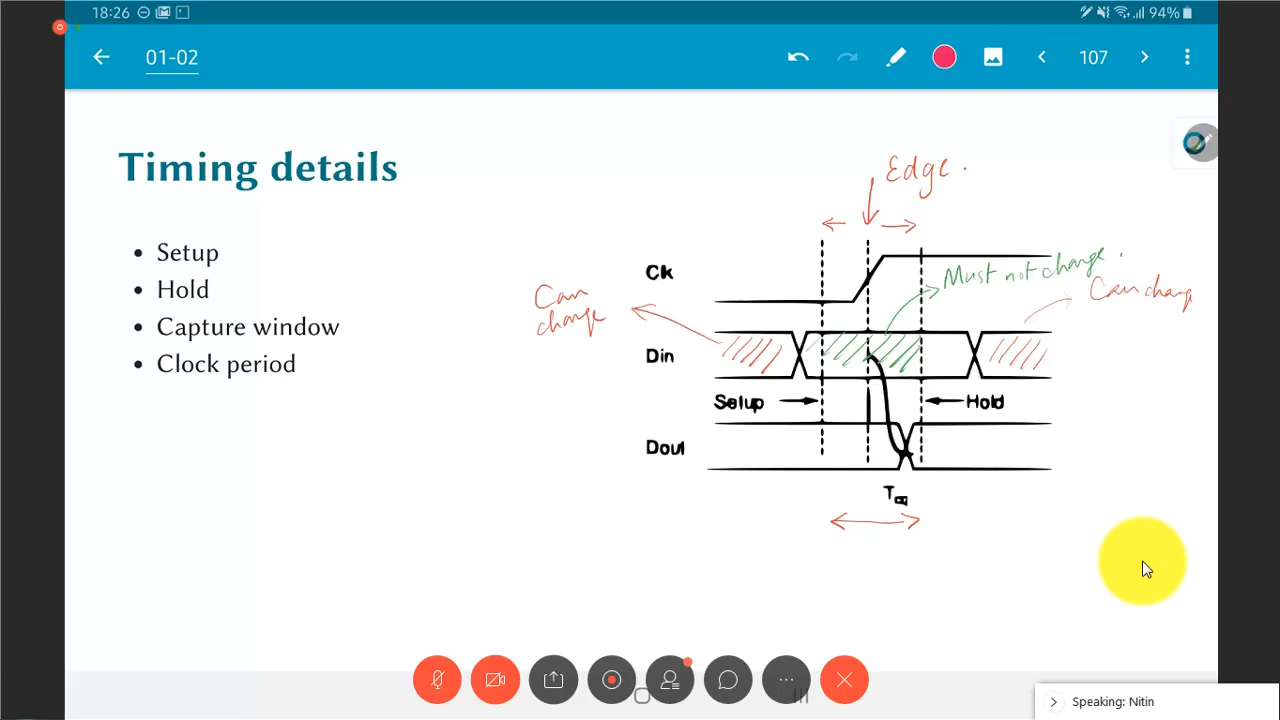 18:26
94%
01-02
107
Timing details
• Setup
• Hold
• Capture window
• Clock period
Edge.
Clk
Must not change.
Can change
Can change
Din
Setup
Hold
Dout
Tcq
Speaking: Nitin